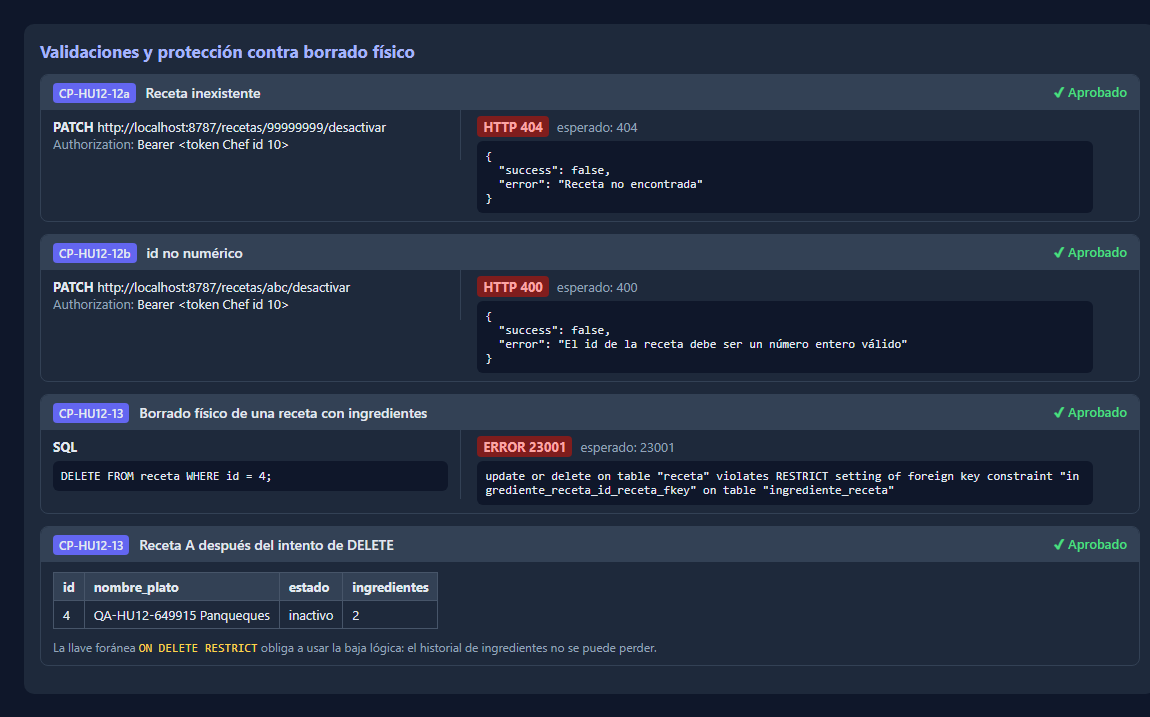 Validaciones y protección contra borrado físico
CP-HU12-12a Receta inexistente ✓ Aprobado
PATCH http://localhost:8787/recetas/99999999/desactivar
Authorization: Bearer <token Chef id 10>
HTTP 404 esperado: 404
{
  "success": false,
  "error": "Receta no encontrada"
}
CP-HU12-12b id no numérico ✓ Aprobado
PATCH http://localhost:8787/recetas/abc/desactivar
Authorization: Bearer <token Chef id 10>
HTTP 400 esperado: 400
{
  "success": false,
  "error": "El id de la receta debe ser un número entero válido"
}
CP-HU12-13 Borrado físico de una receta con ingredientes ✓ Aprobado
SQL
DELETE FROM receta WHERE id = 4;
ERROR 23001 esperado: 23001
update or delete on table "receta" violates RESTRICT setting of foreign key constraint "in
grediente_receta_id_receta_fkey" on table "ingrediente_receta"
CP-HU12-13 Receta A después del intento de DELETE ✓ Aprobado
id nombre_plato estado ingredientes
4 QA-HU12-649915 Panqueques inactivo 2
La llave foránea ON DELETE RESTRICT obliga a usar la baja lógica: el historial de ingredientes no se puede perder.